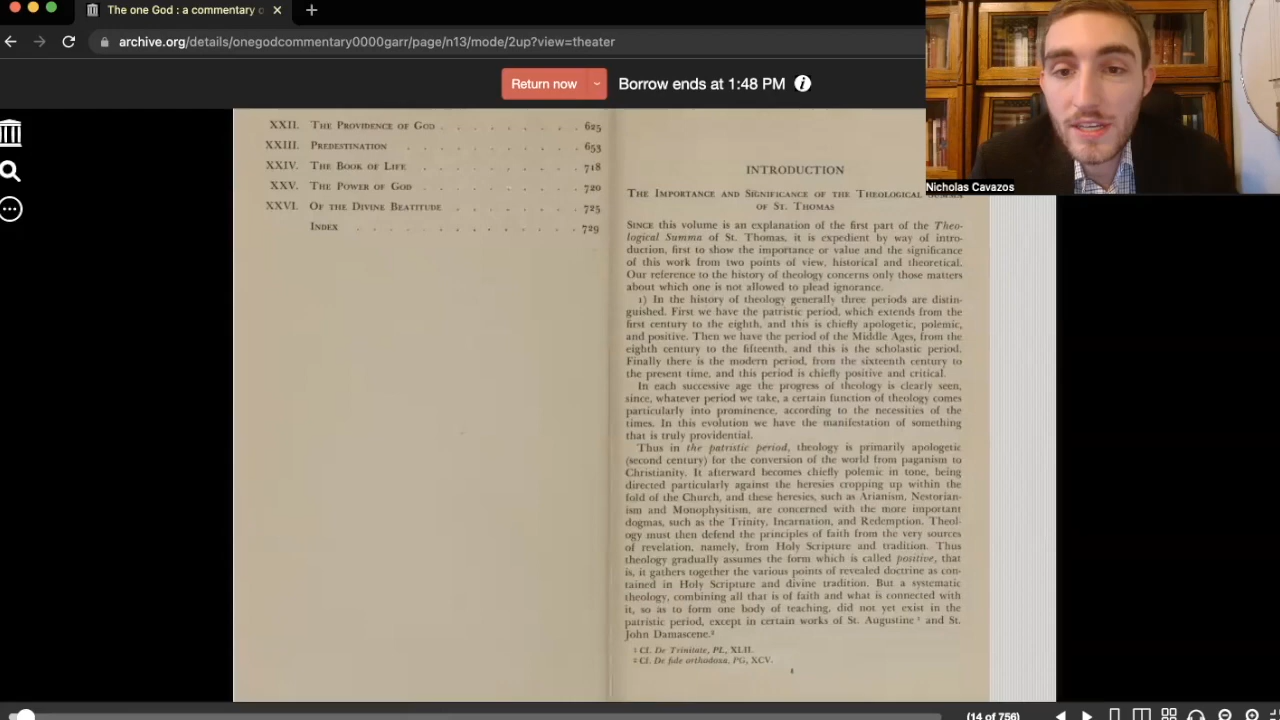 The one God : a commentary o
archive.org/details/onegodcommentary0000garr/page/n13/mode/2up?view=theater
Return now
Borrow ends at 1:48 PM
Nicholas Cavazos
XXII. The Providence of God . . . . . . . . 625
XXIII. Predestination . . . . . . . . . 653
XXIV. The Book of Life . . . . . . . . 718
XXV. The Power of God . . . . . . . . 720
XXVI. Of the Divine Beatitude . . . . . . . 725
Index . . . . . . . . . . . 729
INTRODUCTION
The Importance and Significance of the Theological Summa
of St. Thomas
Since this volume is an explanation of the first part of the Theo-
logical Summa of St. Thomas, it is expedient by way of intro-
duction, first to show the importance or value and the significance
of this work from two points of view, historical and theoretical.
Our reference to the history of theology concerns only those matters
about which one is not allowed to plead ignorance.
1) In the history of theology generally three periods are distin-
guished. First we have the patristic period, which extends from the
first century to the eighth, and this is chiefly apologetic, polemic,
and positive. Then we have the period of the Middle Ages, from the
eighth century to the fifteenth, and this is the scholastic period.
Finally there is the modern period, from the sixteenth century to
the present time, and this period is chiefly positive and critical.
In each successive age the progress of theology is clearly seen,
since, whatever period we take, a certain function of theology comes
particularly into prominence, according to the necessities of the
times. In this evolution we have the manifestation of something
that is truly providential.
Thus in the patristic period, theology is primarily apologetic
(second century) for the conversion of the world from paganism to
Christianity. It afterward becomes chiefly polemic in tone, being
directed particularly against the heresies cropping up within the
fold of the Church, and these heresies, such as Arianism, Nestorian-
ism and Monophysitism, are concerned with the more important
dogmas, such as the Trinity, Incarnation, and Redemption. Theol-
ogy must then defend the principles of faith from the very sources
of revelation, namely, from Holy Scripture and tradition. Thus
theology gradually assumes the form which is called positive, that
is, it gathers together the various points of revealed doctrine as con-
tained in Holy Scripture and divine tradition. But a systematic
theology, combining all that is of faith and what is connected with
it, so as to form one body of teaching, did not yet exist in the
patristic period, except in certain works of St. Augustine ¹ and St.
John Damascene.²
¹ Cf. De Trinitate, PL, XLII.
² Cf. De fide orthodoxa, PG, XCV.
1
(14 of 756)